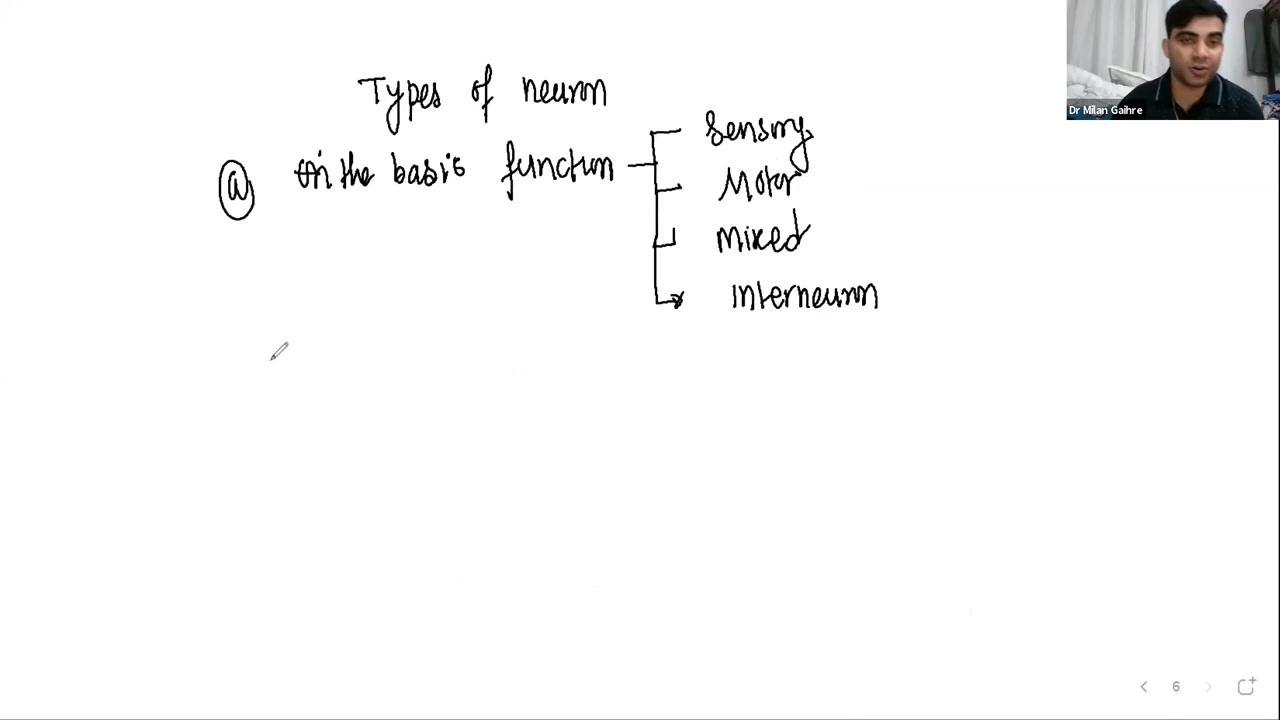 Types of neuron
a on the basis function
Sensory
Motor
Mixed
Interneuron
Dr Milan Gaihre
6